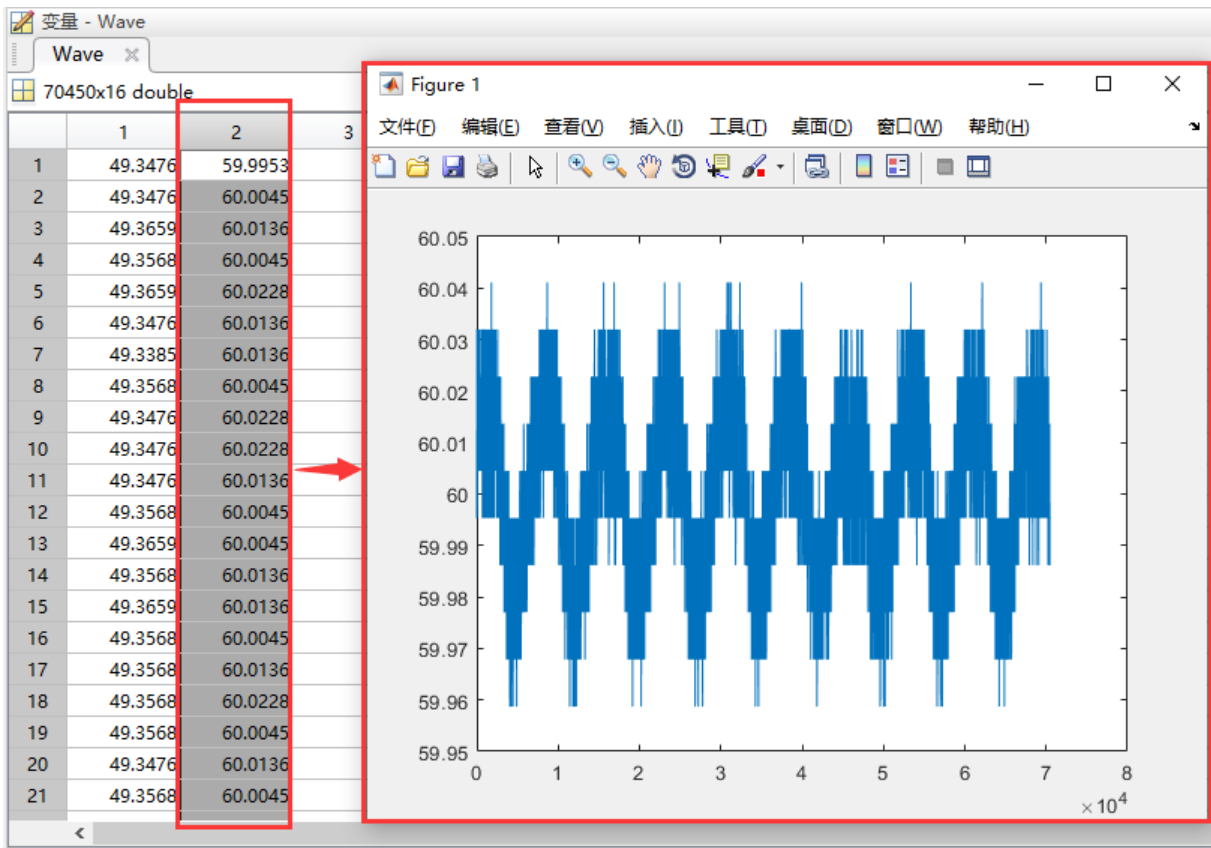 变量 - Wave
Wave
70450x16 double
1 2 3
1 49.3476 59.9953
2 49.3476 60.0045
3 49.3659 60.0136
4 49.3568 60.0045
5 49.3659 60.0228
6 49.3476 60.0136
7 49.3385 60.0136
8 49.3568 60.0045
9 49.3476 60.0228
10 49.3476 60.0228
11 49.3476 60.0136
12 49.3568 60.0045
13 49.3659 60.0045
14 49.3568 60.0136
15 49.3659 60.0136
16 49.3568 60.0045
17 49.3568 60.0136
18 49.3568 60.0228
19 49.3568 60.0045
20 49.3476 60.0136
21 49.3568 60.0045
Figure 1
文件(F) 编辑(E) 查看(V) 插入(I) 工具(T) 桌面(D) 窗口(W) 帮助(H)
60.05
60.04
60.03
60.02
60.01
60
59.99
59.98
59.97
59.96
59.95
0 1 2 3 4 5 6 7 8
×10⁴